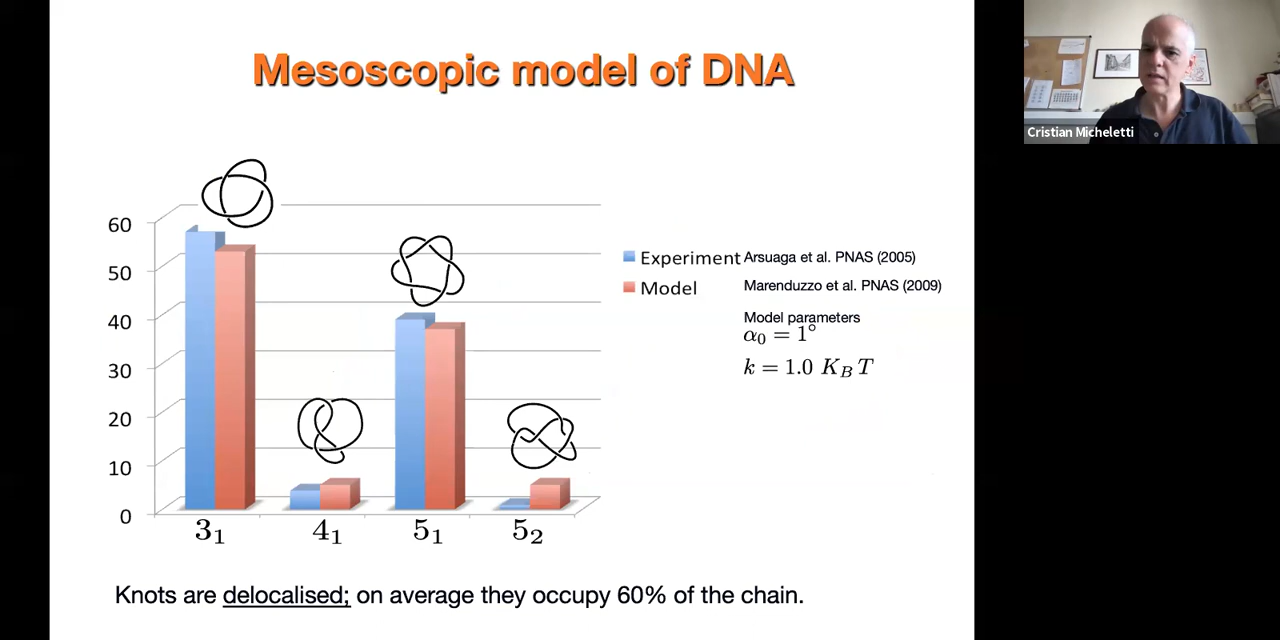 Mesoscopic model of DNA
Cristian Micheletti
60
50
40
30
20
10
0
3₁
4₁
5₁
5₂
Experiment Arsuaga et al. PNAS (2005)
Model Marenduzzo et al. PNAS (2009)
Model parameters
α₀ = 1°
k = 1.0 K_B T
Knots are delocalised; on average they occupy 60% of the chain.